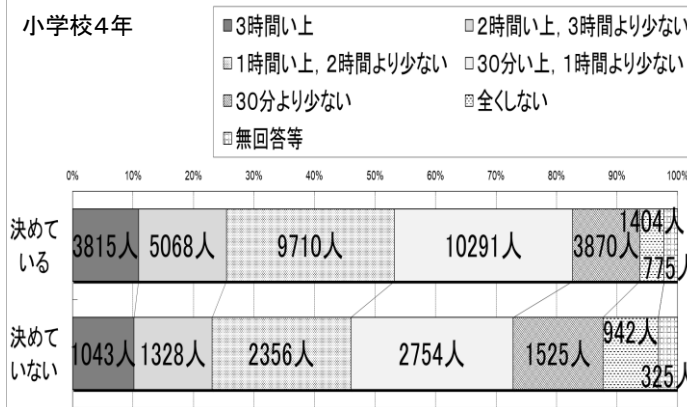 小学校4年
■3時間い上
□2時間い上，3時間より少ない
□1時間い上，2時間より少ない
□30分い上，1時間より少ない
■30分より少ない
□全くしない
□無回答等
0% 10% 20% 30% 40% 50% 60% 70% 80% 90% 100%
決めて
いる
3815人 5068人 9710人 10291人 3870人 1404人 775人
決めて
いない
1043人 1328人 2356人 2754人 1525人 942人 325人